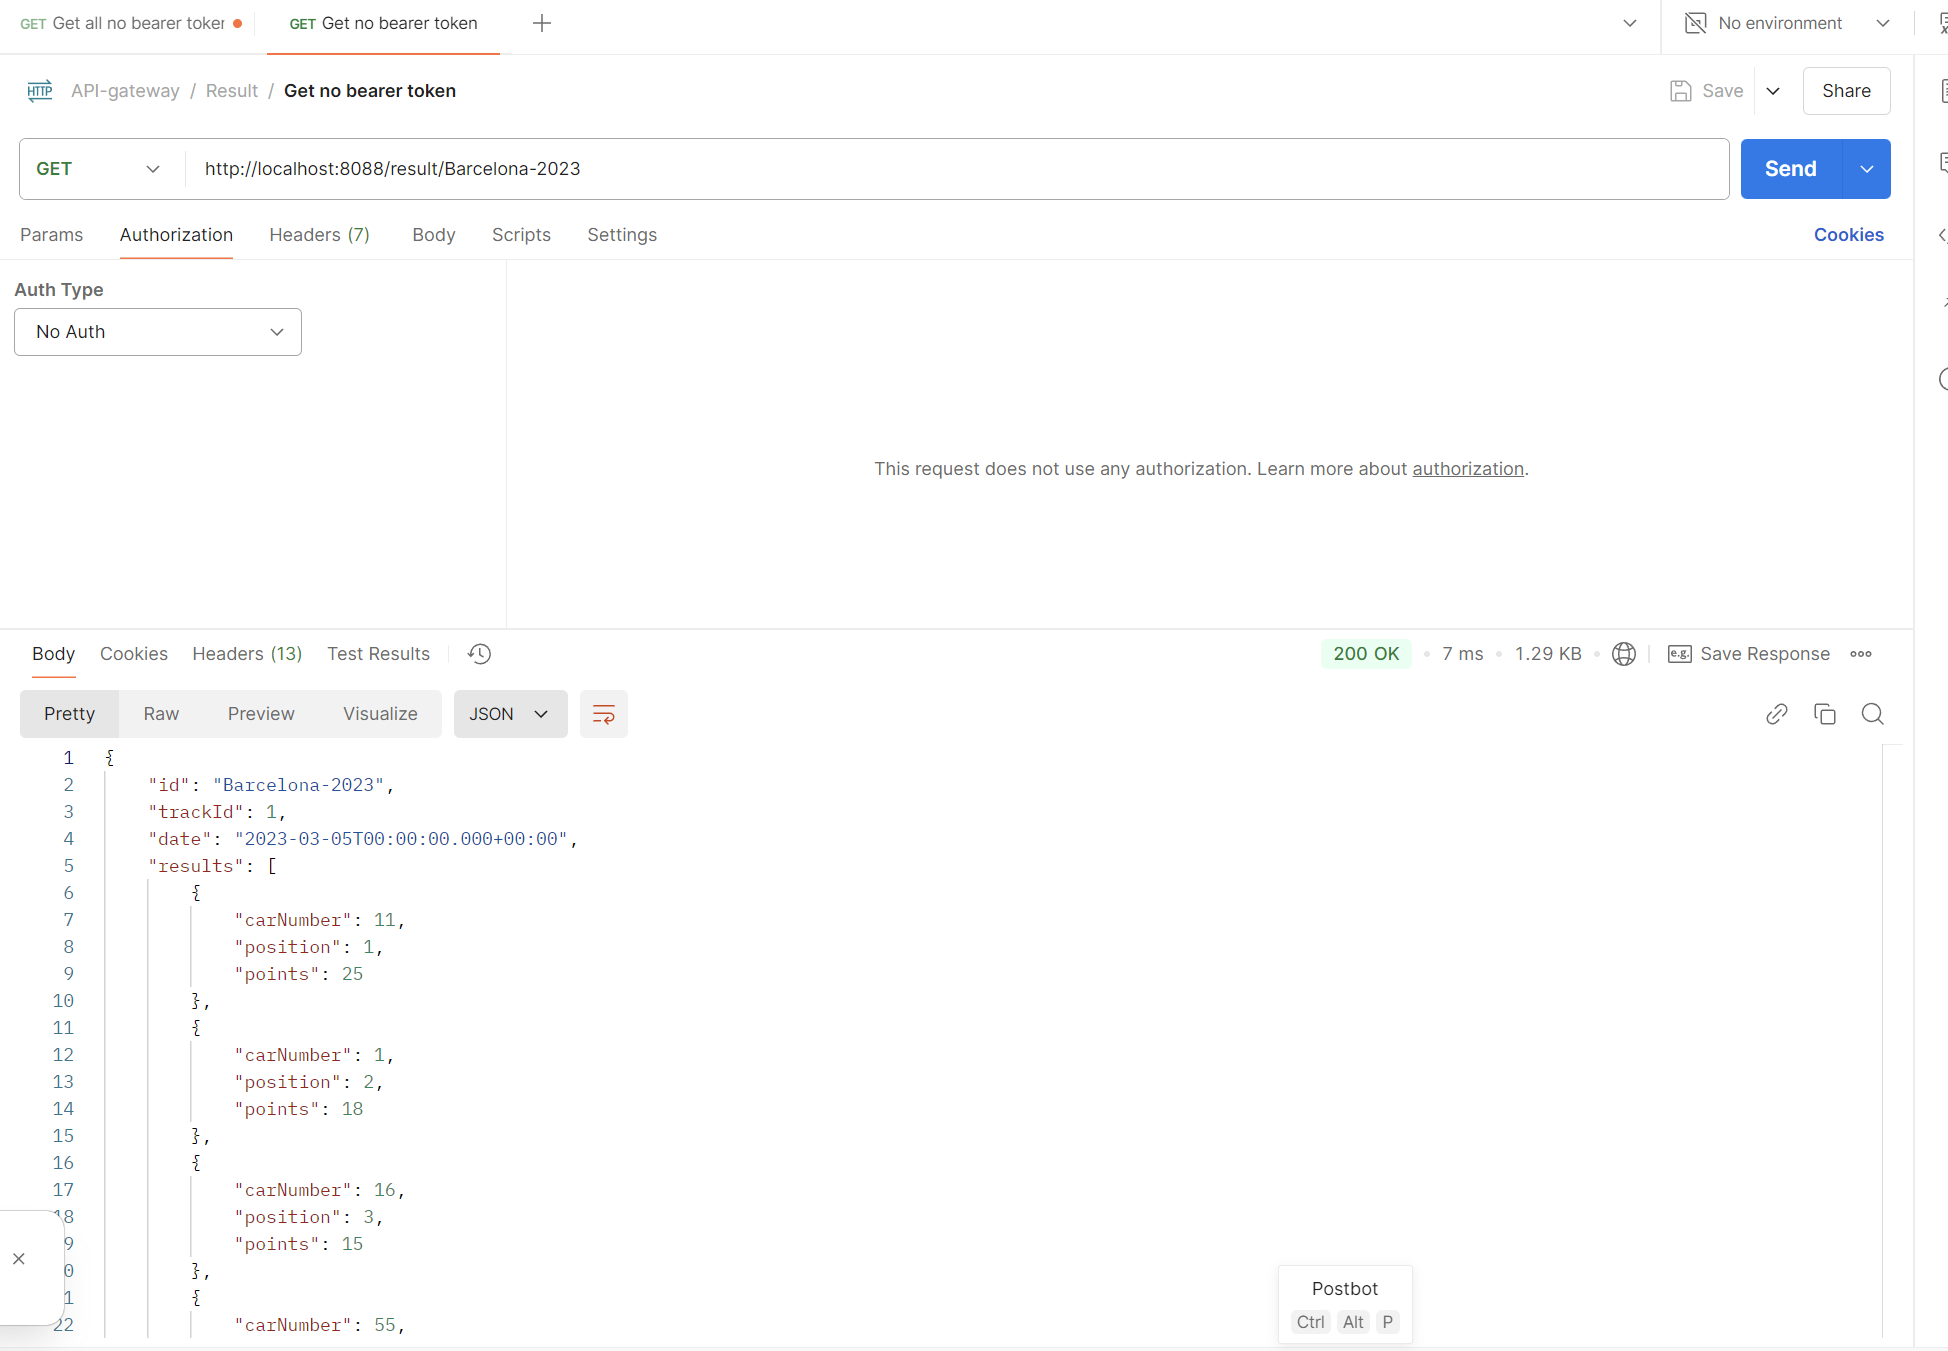 GET Get all no bearer toker
GET Get no bearer token
No environment
HTTP API-gateway / Result / Get no bearer token
Save
Share
GET http://localhost:8088/result/Barcelona-2023
Send
Params Authorization Headers (7) Body Scripts Settings
Cookies
Auth Type
No Auth
This request does not use any authorization. Learn more about authorization.
Body Cookies Headers (13) Test Results
200 OK • 7 ms • 1.29 KB • e.g. Save Response
Pretty Raw Preview Visualize JSON
1 {
2 "id": "Barcelona-2023",
3 "trackId": 1,
4 "date": "2023-03-05T00:00:00.000+00:00",
5 "results": [
6 {
7 "carNumber": 11,
8 "position": 1,
9 "points": 25
10 },
11 {
12 "carNumber": 1,
13 "position": 2,
14 "points": 18
15 },
16 {
17 "carNumber": 16,
18 "position": 3,
9 "points": 15
0 },
1 {
22 "carNumber": 55,
Postbot
Ctrl Alt P